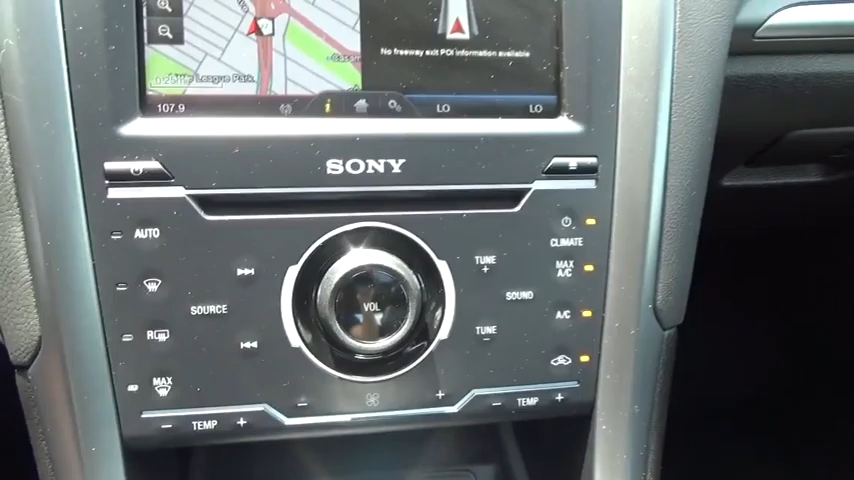 No freeway exit POI Information available
League Park
107.9
i
LO
LO
SONY
AUTO
R
MAX
SOURCE
VOL
TUNE
+
SOUND
TUNE
-
CLIMATE
MAX
A/C
A/C
- TEMP +
- +
- TEMP +